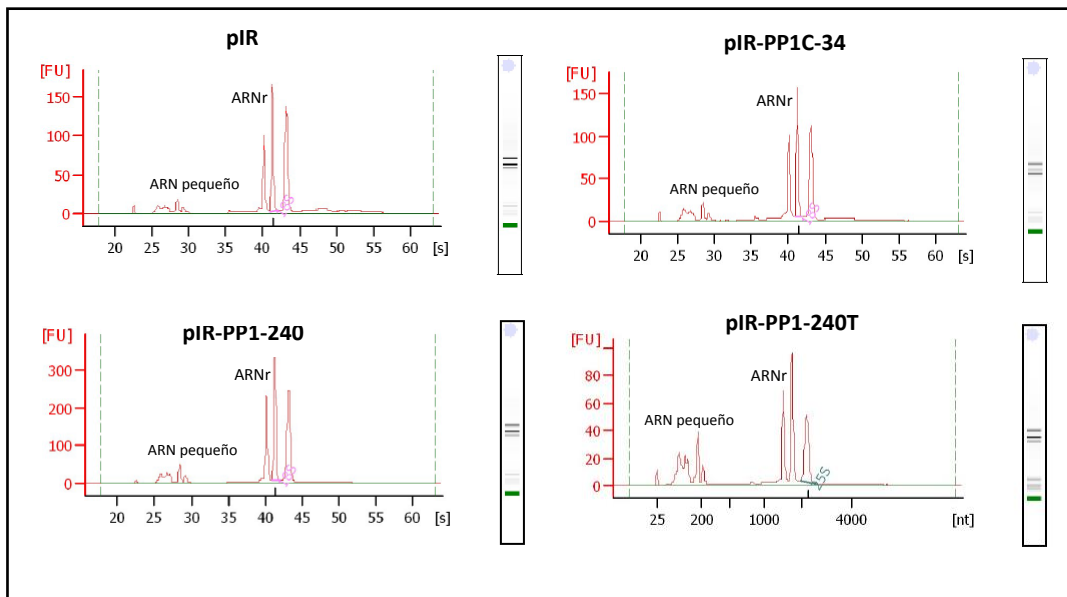 pIR
[FU]
150
100
50
0
ARNr
ARN pequeño
20 25 30 35 40 45 50 55 60 [s]
pIR-PP1C-34
[FU]
150
100
50
0
ARNr
ARN pequeño
20 25 30 35 40 45 50 55 60 [s]
pIR-PP1-240
[FU]
300
200
100
0
ARNr
ARN pequeño
20 25 30 35 40 45 50 55 60 [s]
pIR-PP1-240T
[FU]
80
60
40
20
0
ARNr
ARN pequeño
25S
25 200 1000 4000 [nt]